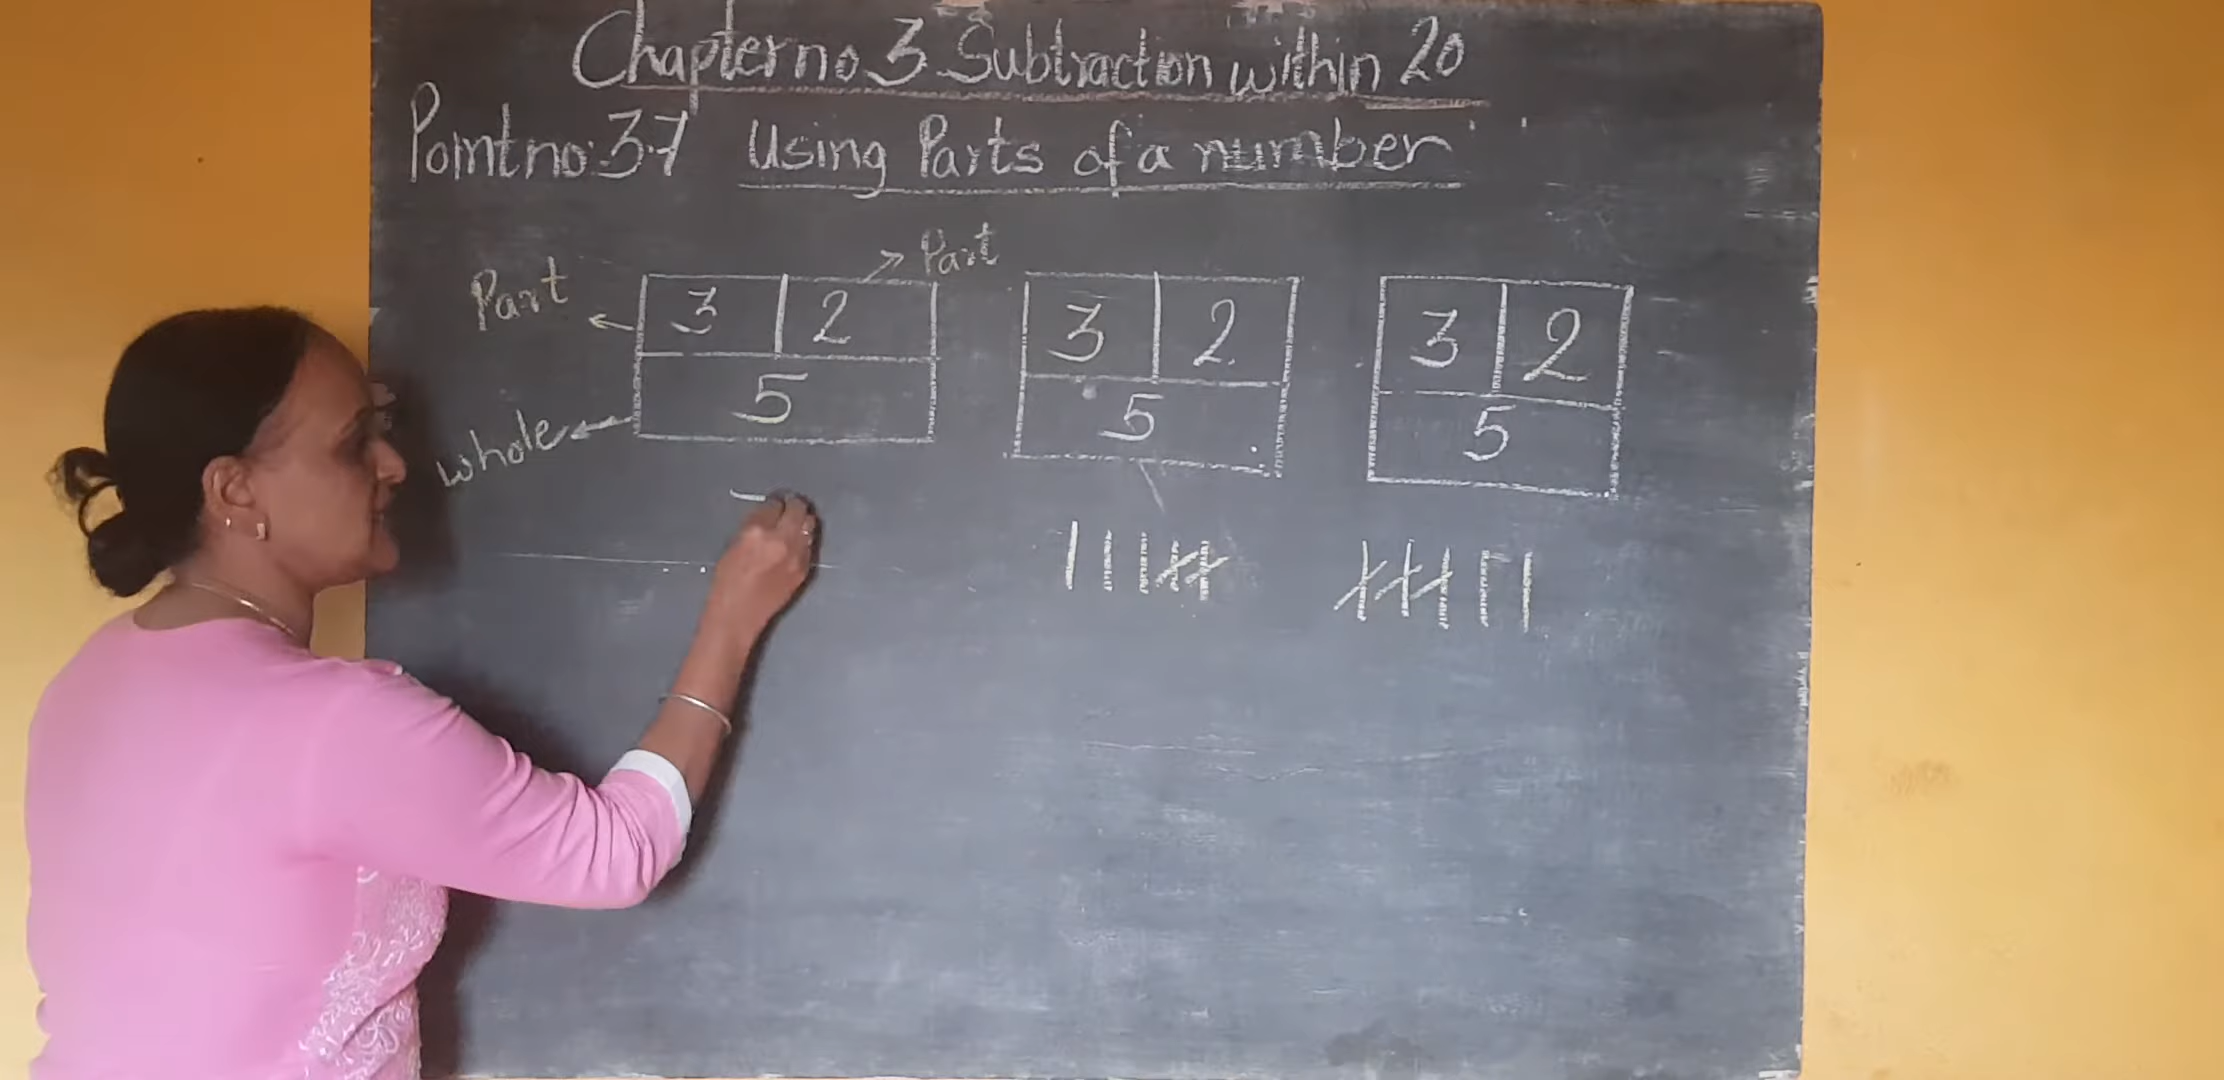 Chapter no 3 Subtraction within 20
Point no: 3.7 Using Parts of a number
Part
Part
3 2
5
whole
3 2
5
3 2
5